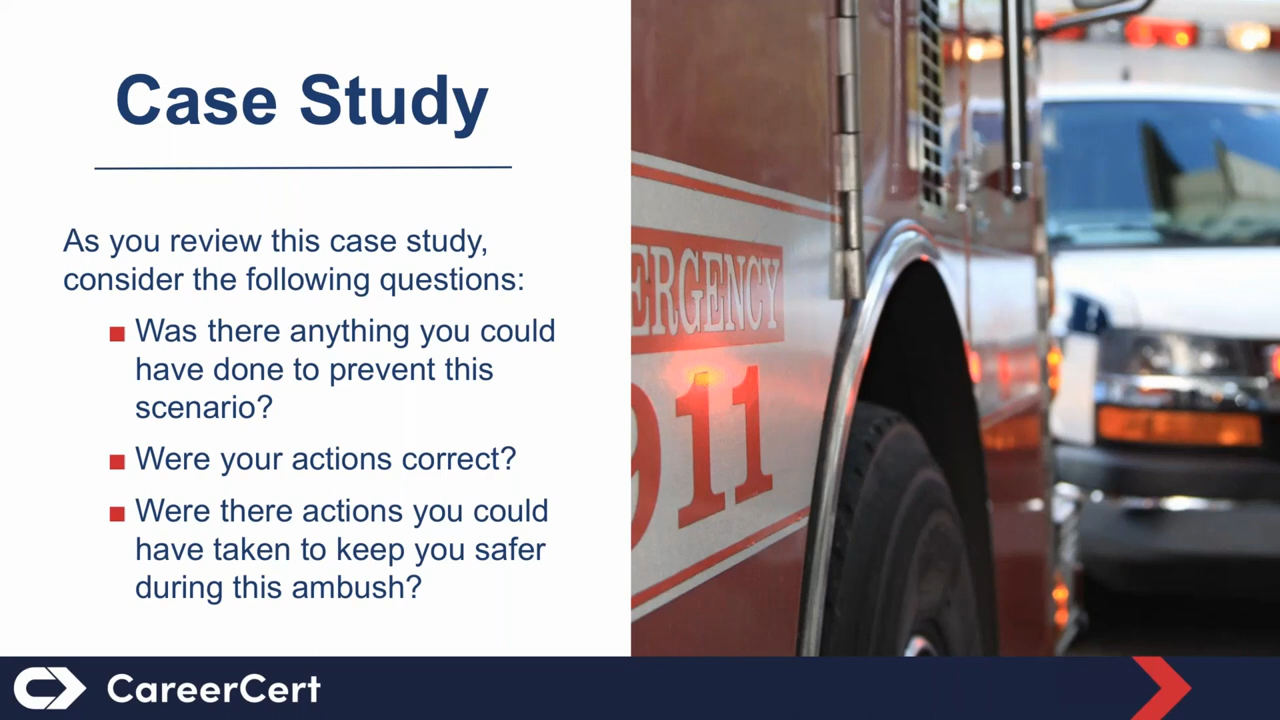 Case Study
As you review this case study,
consider the following questions:
Was there anything you could
have done to prevent this
scenario?
Were your actions correct?
Were there actions you could
have taken to keep you safer
during this ambush?
ERGENCY
911
CareerCert